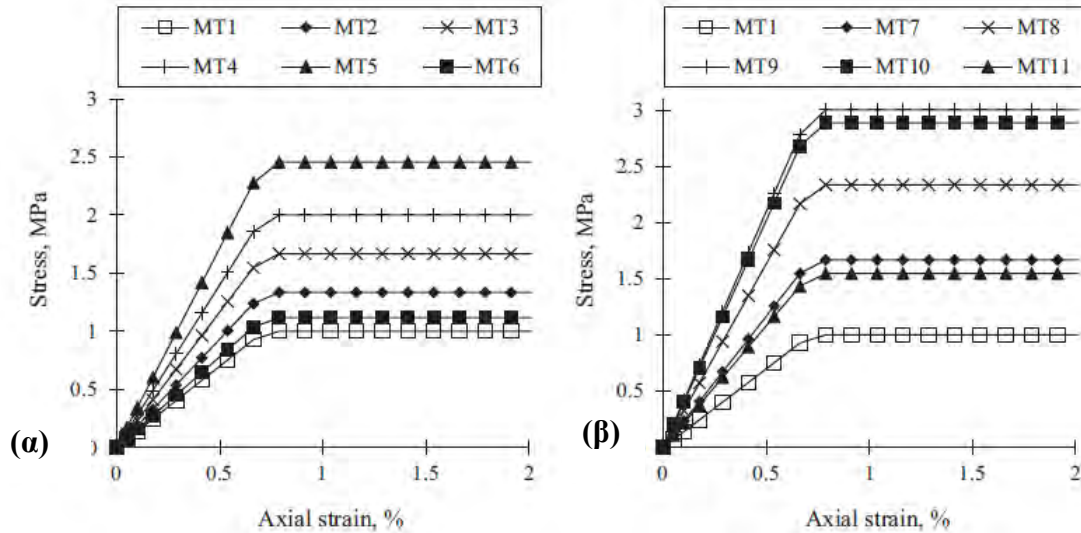 MT1 MT2 MT3
MT4 MT5 MT6
3
2.5
2
1.5
1
0.5
0
Stress, MPa
0 0.5 1 1.5 2
Axial strain, %
(α)
MT1 MT7 MT8
MT9 MT10 MT11
3
2.5
2
1.5
1
0.5
0
Stress, MPa
0 0.5 1 1.5 2
Axial strain, %
(β)